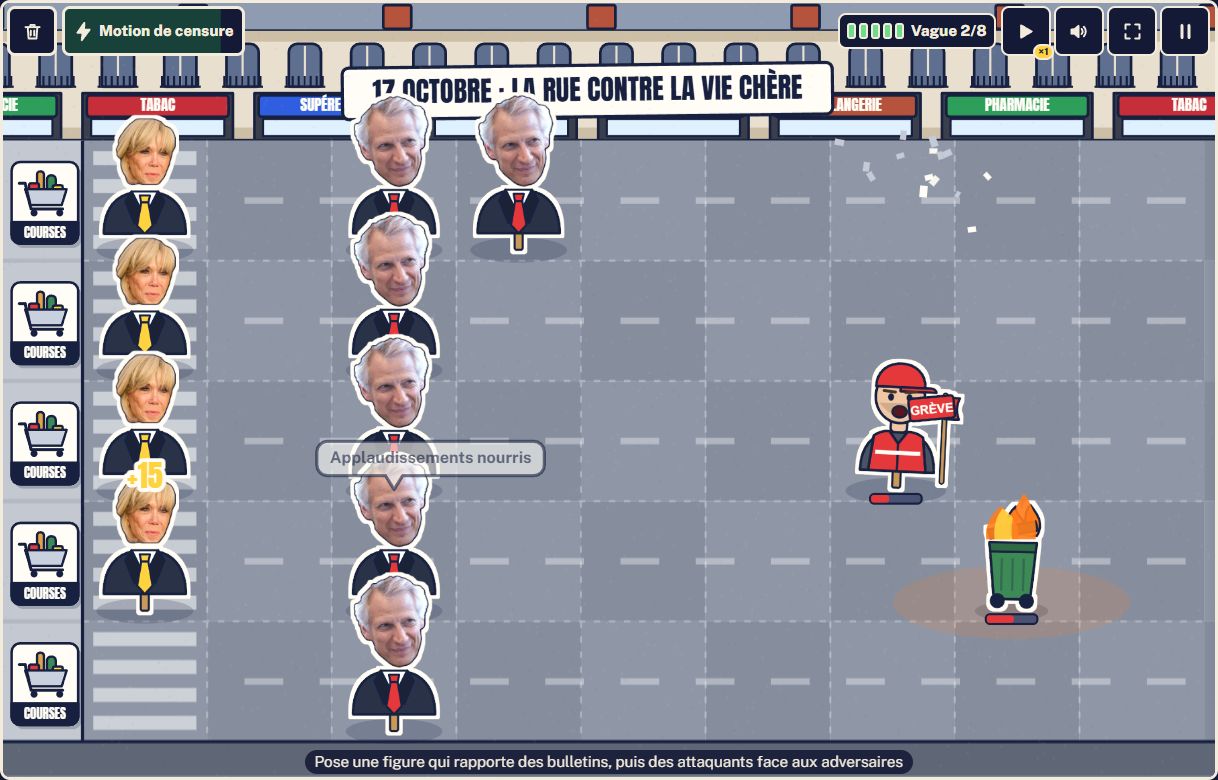 Motion de censure
Vague 2/8
×1
17 OCTOBRE : LA RUE CONTRE LA VIE CHÈRE
CIE
TABAC
SUPÉRE
LANGERIE
PHARMACIE
TABAC
COURSES
COURSES
GRÈVE
COURSES
Applaudissements nourris
+15
COURSES
COURSES
Pose une figure qui rapporte des bulletins, puis des attaquants face aux adversaires